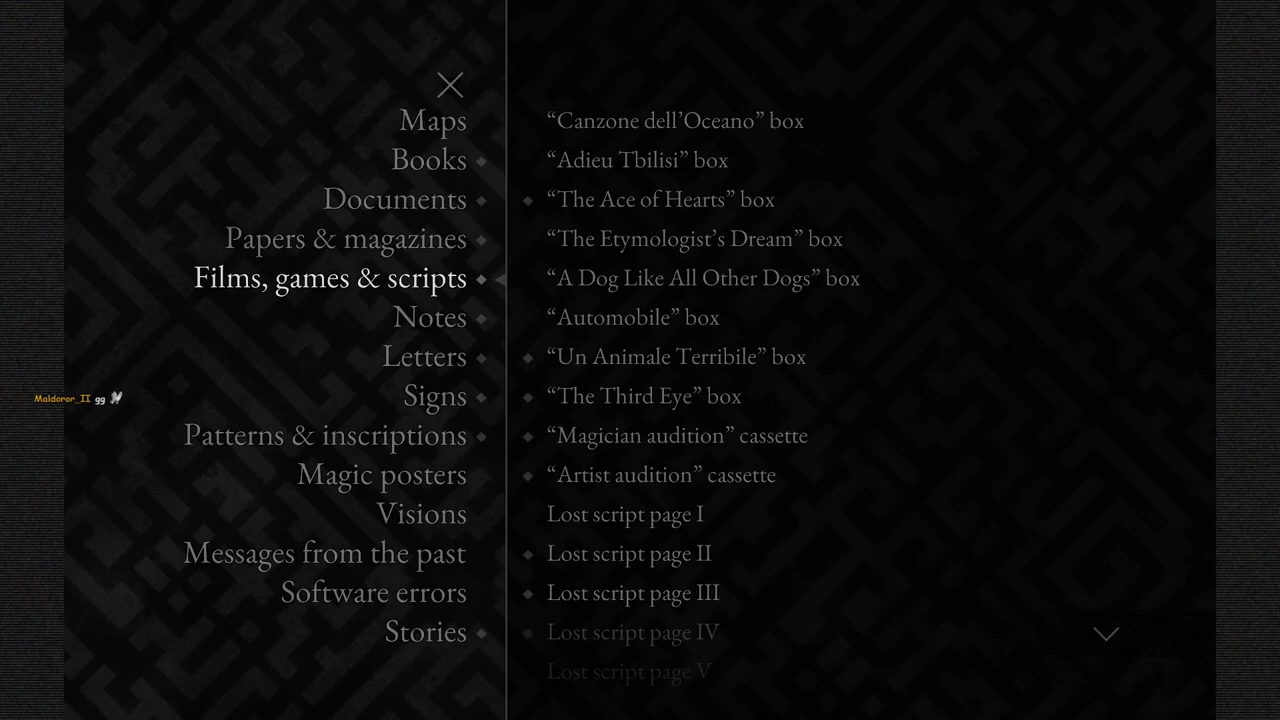 Maps
Books
Documents
Papers & magazines
Films, games & scripts
Notes
Letters
Signs
Patterns & inscriptions
Magic posters
Visions
Messages from the past
Software errors
Stories
“Canzone dell’Oceano” box
“Adieu Tbilisi” box
“The Ace of Hearts” box
“The Etymologist’s Dream” box
“A Dog Like All Other Dogs” box
“Automobile” box
“Un Animale Terribile” box
“The Third Eye” box
“Magician audition” cassette
“Artist audition” cassette
Lost script page I
Lost script page II
Lost script page III
Lost script page IV
Lost script page V
Maldoror_II gg